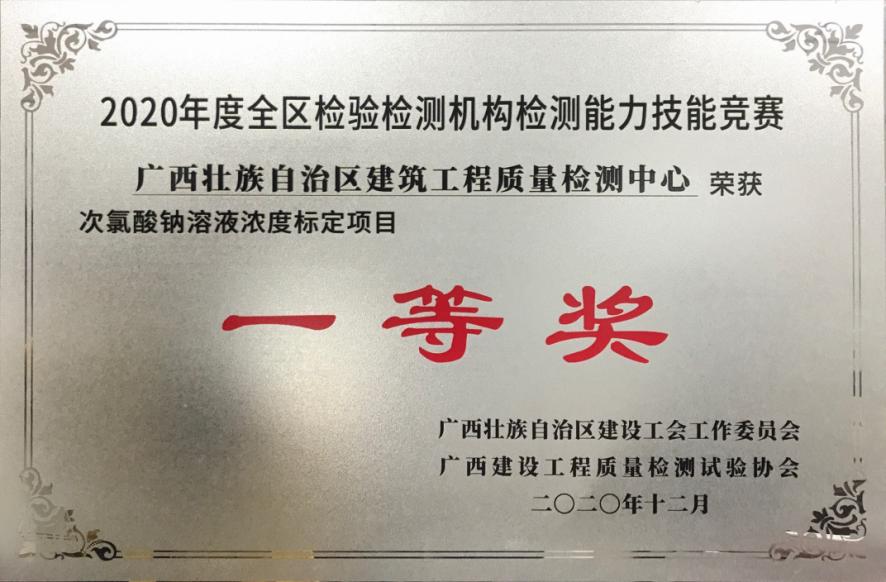 2020年度全区检验检测机构检测能力技能竞赛
广西壮族自治区建筑工程质量检测中心 荣获
次氯酸钠溶液浓度标定项目
一等奖
广西壮族自治区建设工会工作委员会
广西建设工程质量检测试验协会
二〇二〇年十二月